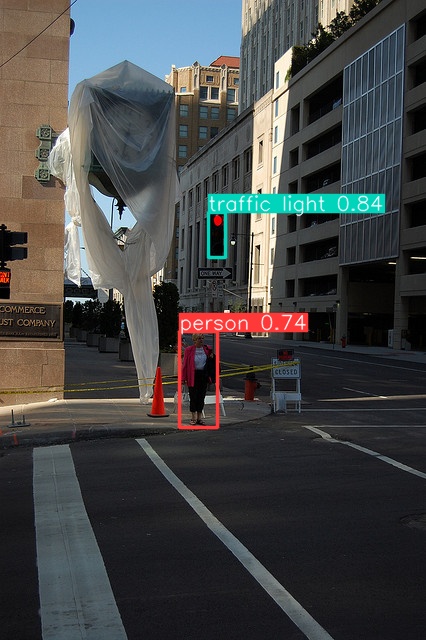 traffic light 0.84
ONE WAY
person 0.74
COMMERCE
UST COMPANY
CLOSED